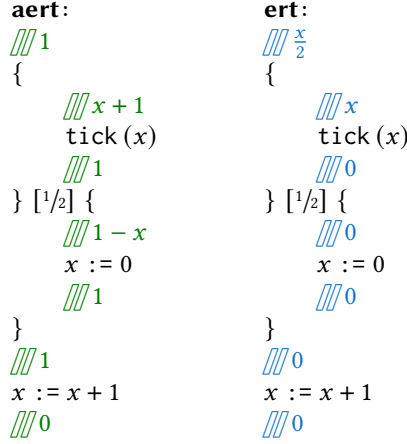 aert:
⫻ 1
{
⫻ x + 1
tick (x)
⫻ 1
} [1/2] {
⫻ 1 − x
x := 0
⫻ 1
}
⫻ 1
x := x + 1
⫻ 0
ert:
⫻ x/2
{
⫻ x
tick (x)
⫻ 0
} [1/2] {
⫻ 0
x := 0
⫻ 0
}
⫻ 0
x := x + 1
⫻ 0